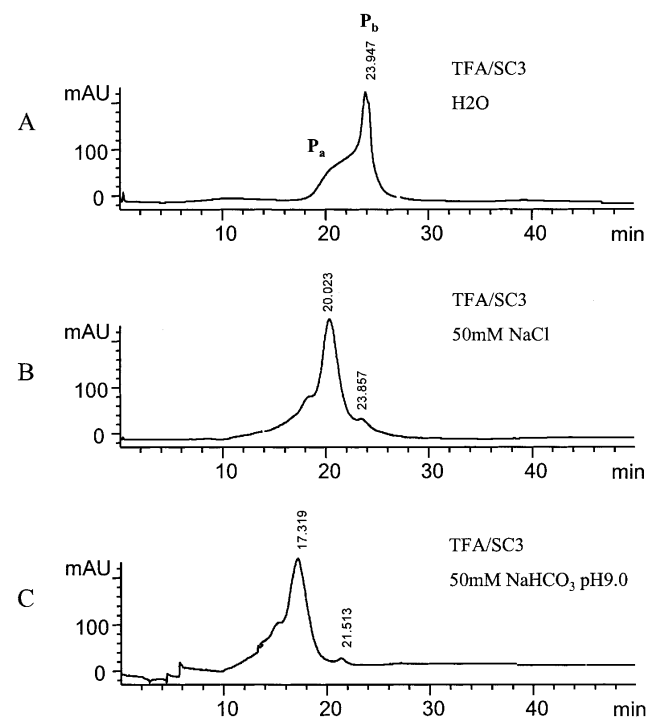 A
mAU
100
0
P_a
P_b
23.947
TFA/SC3
H2O
10
20
30
40
min
B
mAU
100
0
20.023
23.857
TFA/SC3
50mM NaCl
10
20
30
40
min
C
mAU
100
0
17.319
21.513
TFA/SC3
50mM NaHCO₃ pH9.0
10
20
30
40
min